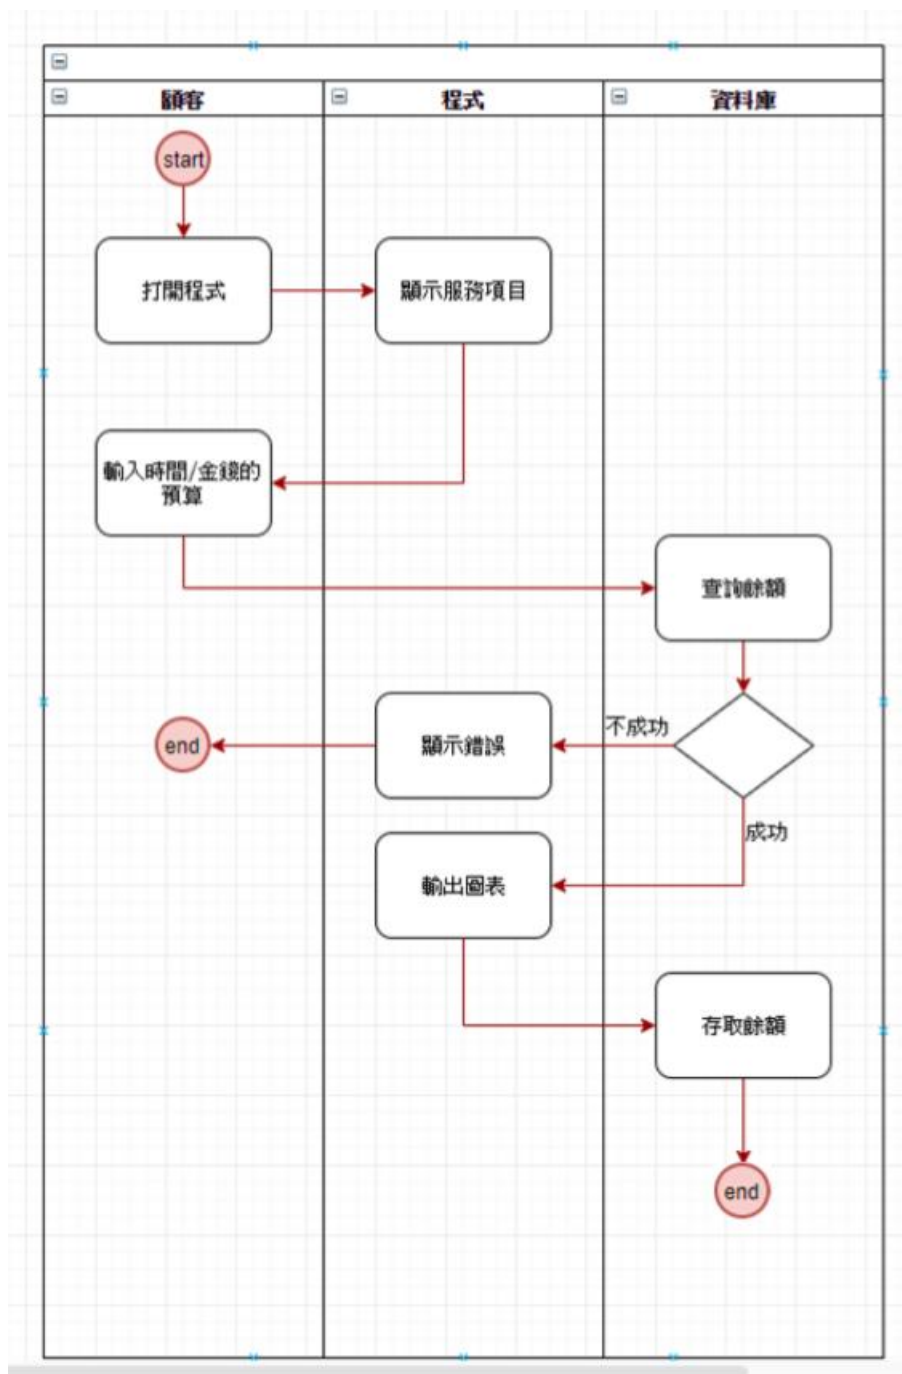 顧客
程式
資料庫
start
打開程式
顯示服務項目
輸入時間/金錢的
預算
查詢餘額
不成功
顯示錯誤
end
成功
輸出圖表
存取餘額
end